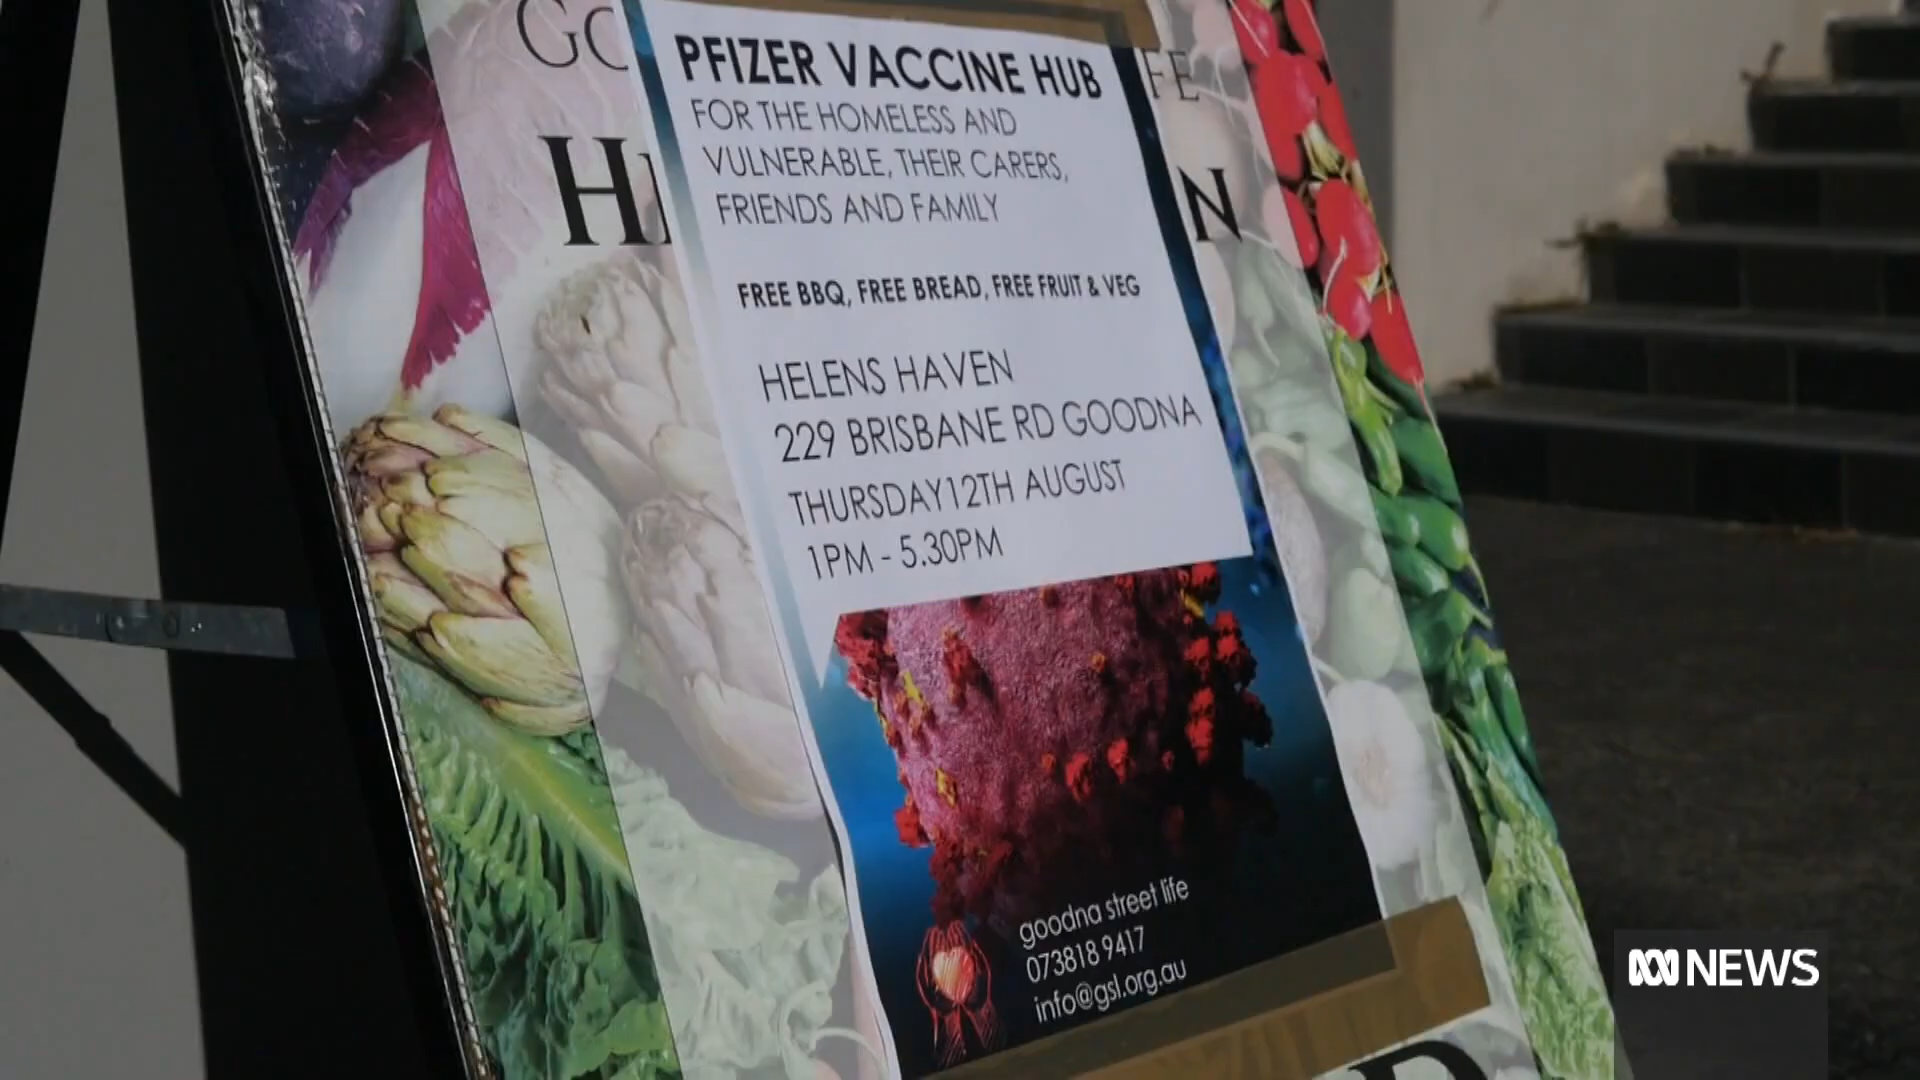 PFIZER VACCINE HUB
FOR THE HOMELESS AND
VULNERABLE, THEIR CARERS,
FRIENDS AND FAMILY
FREE BBQ, FREE BREAD, FREE FRUIT & VEG
HELENS HAVEN
229 BRISBANE RD GOODNA
THURSDAY12TH AUGUST
1PM - 5.30PM
goodna street life
073818 9417
info@gsl.org.au
NEWS